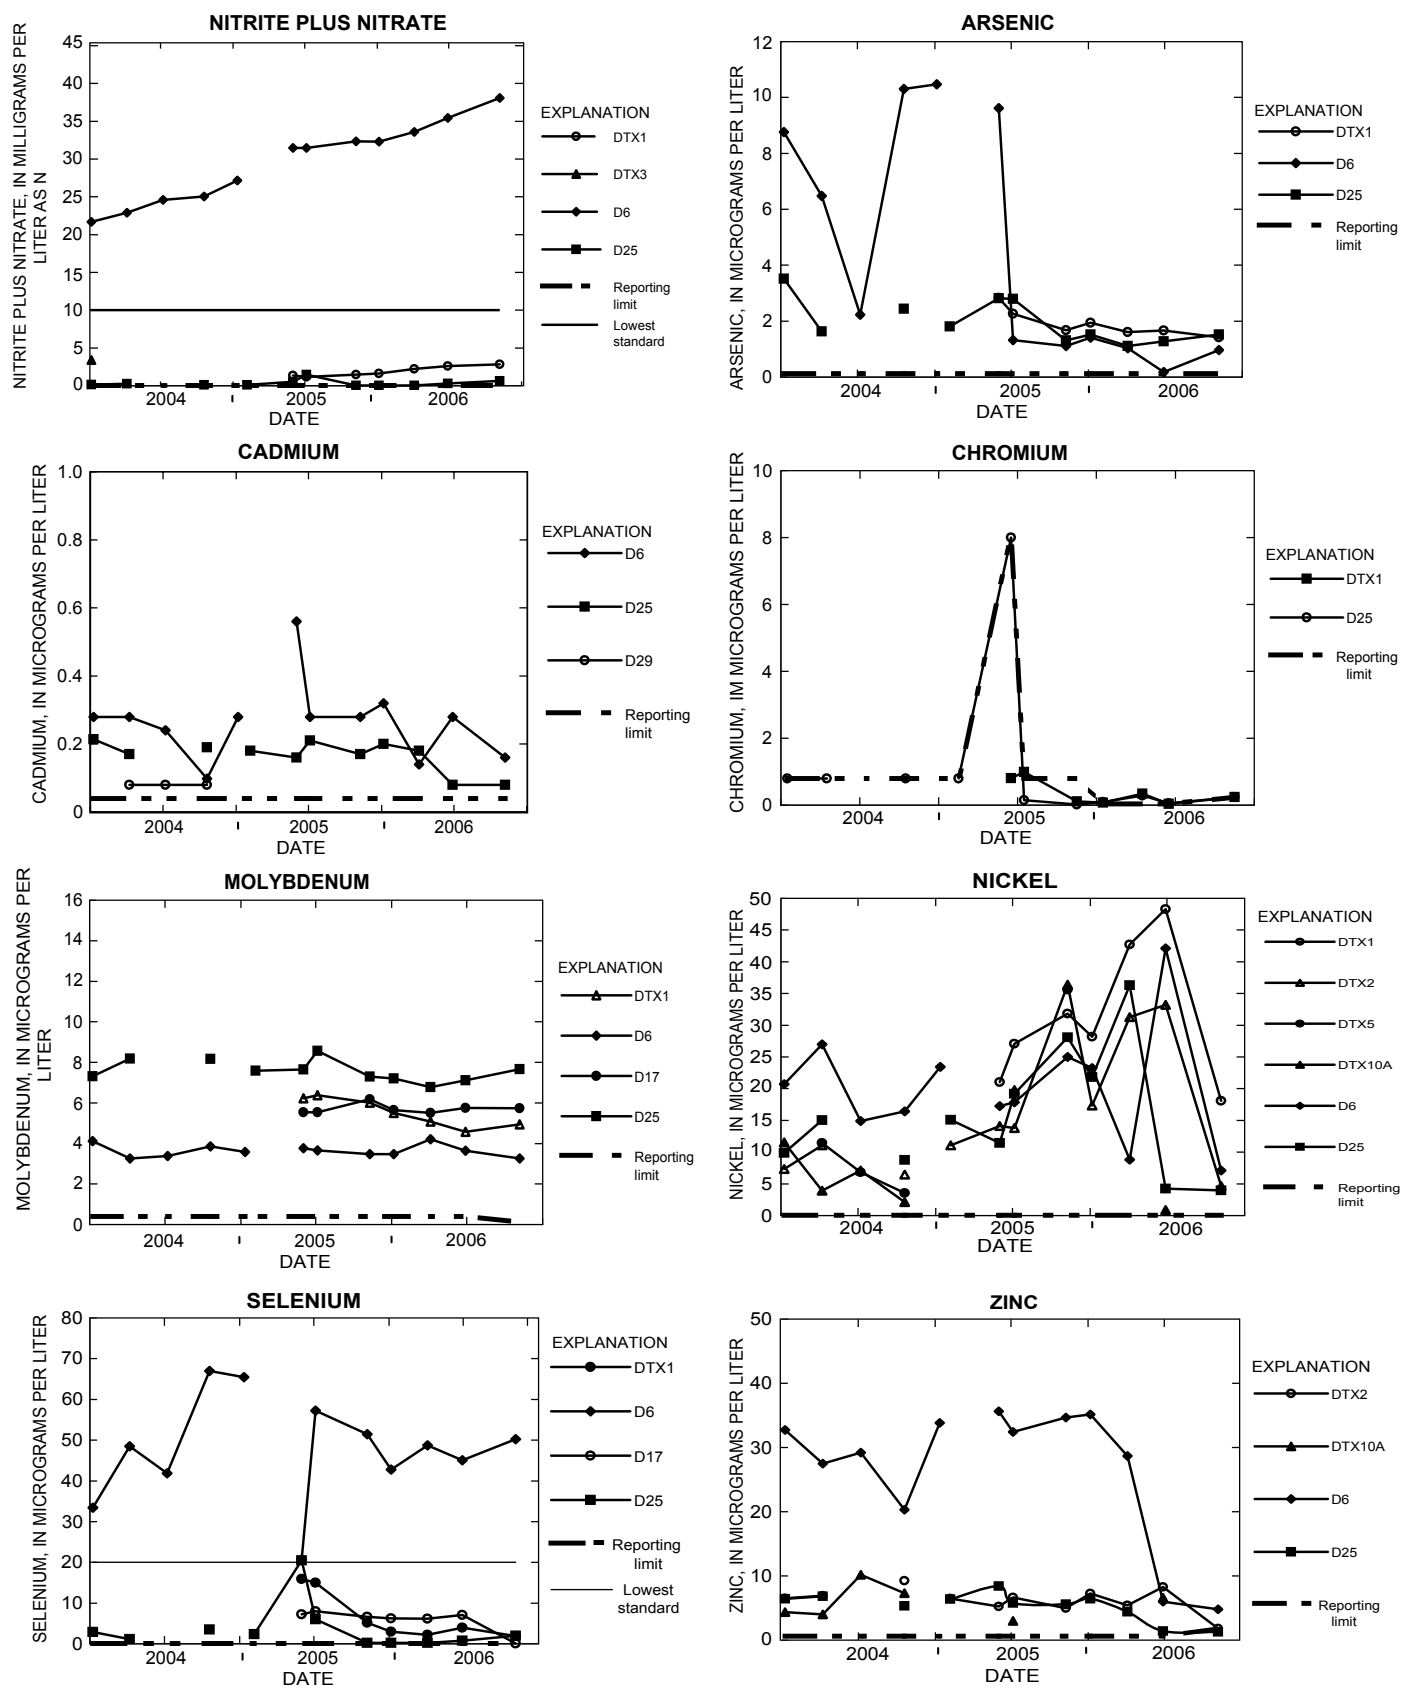 NITRITE PLUS NITRATE
NITRITE PLUS NITRATE, IN MILLIGRAMS PER
LITER AS N
45
40
35
30
25
20
15
10
5
0
2004
2005
2006
DATE
EXPLANATION
DTX1
DTX3
D6
D25
Reporting
limit
Lowest
standard
ARSENIC
ARSENIC, IN MICROGRAMS PER LITER
12
10
8
6
4
2
0
2004
2005
2006
DATE
EXPLANATION
DTX1
D6
D25
Reporting
limit
CADMIUM
CADMIUM, IN MICROGRAMS PER LITER
1.0
0.8
0.6
0.4
0.2
0
2004
2005
2006
DATE
EXPLANATION
D6
D25
D29
Reporting
limit
CHROMIUM
CHROMIUM, IM MICROGRAMS PER LITER
10
8
6
4
2
0
2004
2005
2006
DATE
EXPLANATION
DTX1
D25
Reporting
limit
MOLYBDENUM
MOLYBDENUM, IN MICROGRAMS PER
LITER
16
14
12
10
8
6
4
2
0
2004
2005
2006
DATE
EXPLANATION
DTX1
D6
D17
D25
Reporting
limit
NICKEL
NICKEL, IN MICROGRAMS PER LITER
50
45
40
35
30
25
20
15
10
5
0
2004
2005
2006
DATE
EXPLANATION
DTX1
DTX2
DTX5
DTX10A
D6
D25
Reporting
limit
SELENIUM
SELENIUM, IN MICROGRAMS PER LITER
80
70
60
50
40
30
20
10
0
2004
2005
2006
DATE
EXPLANATION
DTX1
D6
D17
D25
Reporting
limit
Lowest
standard
ZINC
ZINC, IN MICROGRAMS PER LITER
50
40
30
20
10
0
2004
2005
2006
DATE
EXPLANATION
DTX2
DTX10A
D6
D25
Reporting
limit